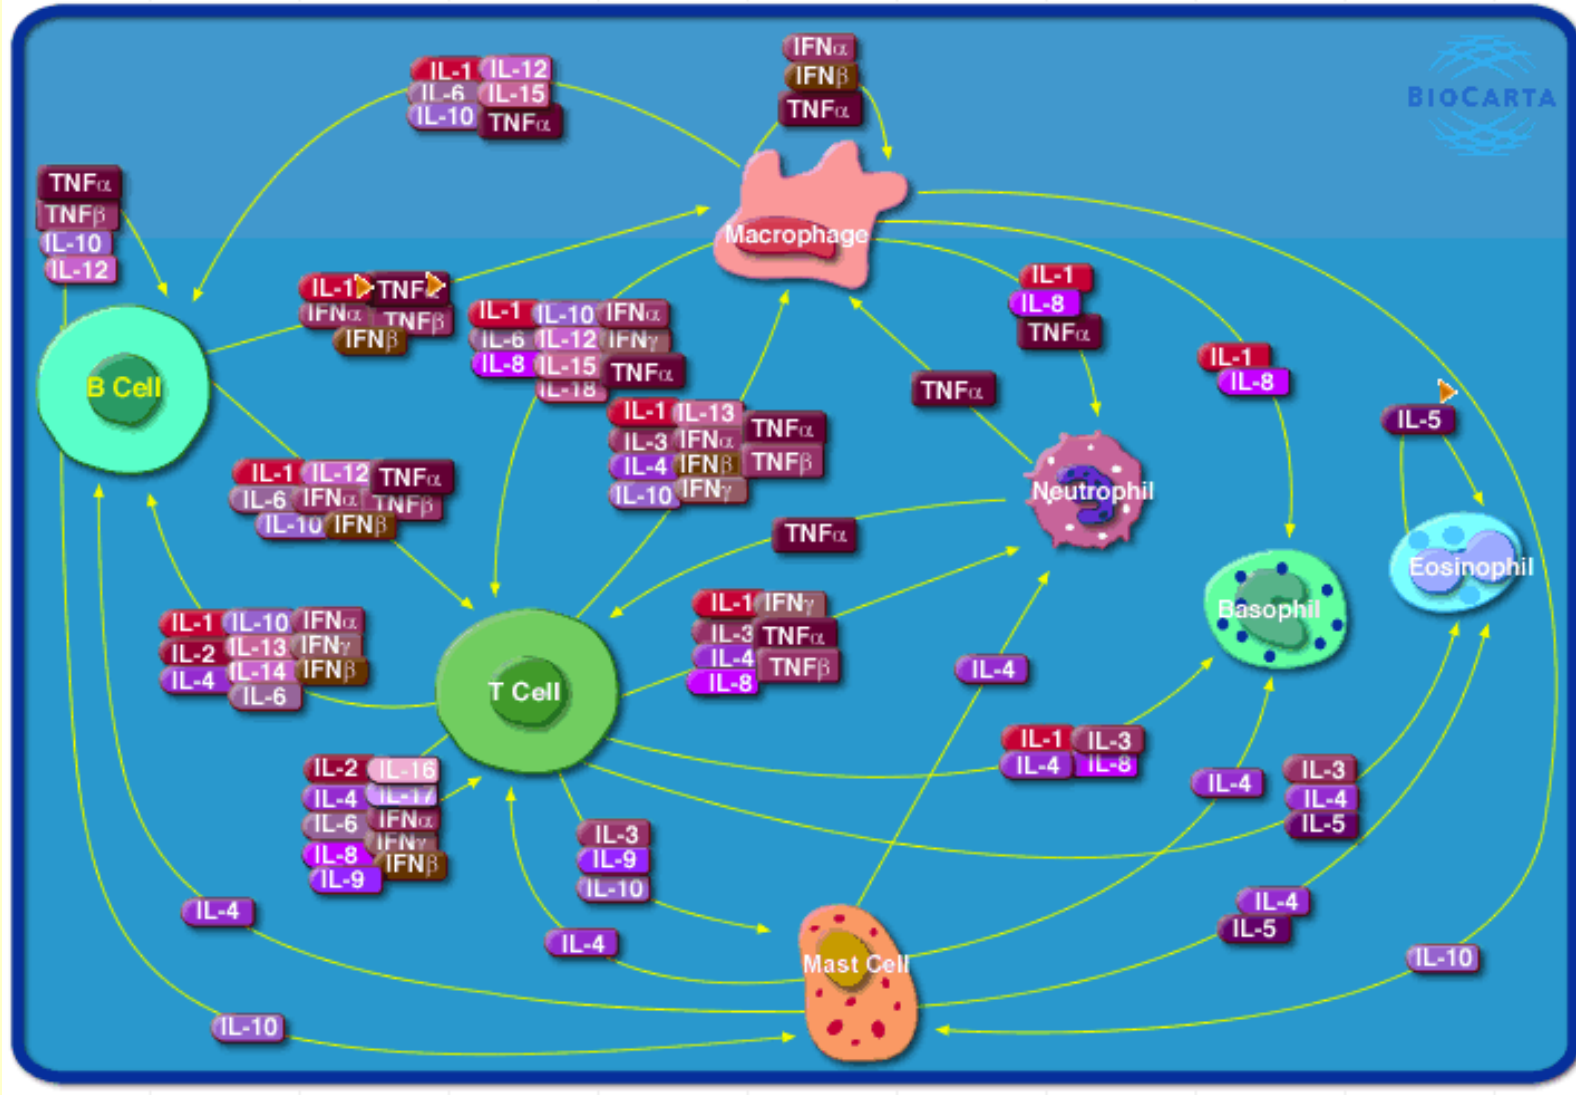 IFNα
IFNβ
TNFα
BIOCARTA
IL-1 IL-12
IL-6 IL-15
IL-10 TNFα
TNFα
TNFβ
IL-10
IL-12
Macrophage
IL-1 TNFα
IFNα TNFβ
IFNβ
IL-1 IL-10 IFNα
IL-6 IL-12 IFNγ
IL-8 IL-15 TNFα
IL-18
IL-1
IL-8
TNFα
IL-1
IL-8
B Cell
TNFα
IL-5
IL-1 IL-13 TNFα
IL-3 IFNα
IL-4 IFNβ TNFβ
IL-10 IFNγ
IL-1 IL-12 TNFα
IL-6 IFNα TNFβ
IL-10 IFNβ
Neutrophil
TNFα
Eosinophil
Basophil
IL-1 IL-10 IFNα
IL-2 IL-13 IFNγ
IL-4 IL-14 IFNβ
IL-6
IL-1 IFNγ
IL-3 TNFα
IL-4 TNFβ
IL-8
T Cell
IL-4
IL-1 IL-3
IL-4 IL-8
IL-2 IL-16
IL-4 IL-17
IL-6 IFNα
IFNγ
IL-8 IFNβ
IL-9
IL-3
IL-9
IL-10
IL-4
IL-3
IL-4
IL-5
IL-4
IL-4
IL-4
IL-5
Mast Cell
IL-10
IL-10